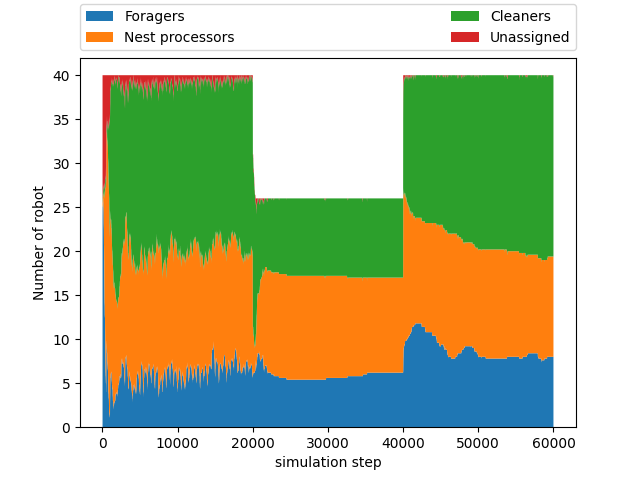 Foragers
Nest processors
Cleaners
Unassigned
Number of robot
40
35
30
25
20
15
10
5
0
0 10000 20000 30000 40000 50000 60000
simulation step